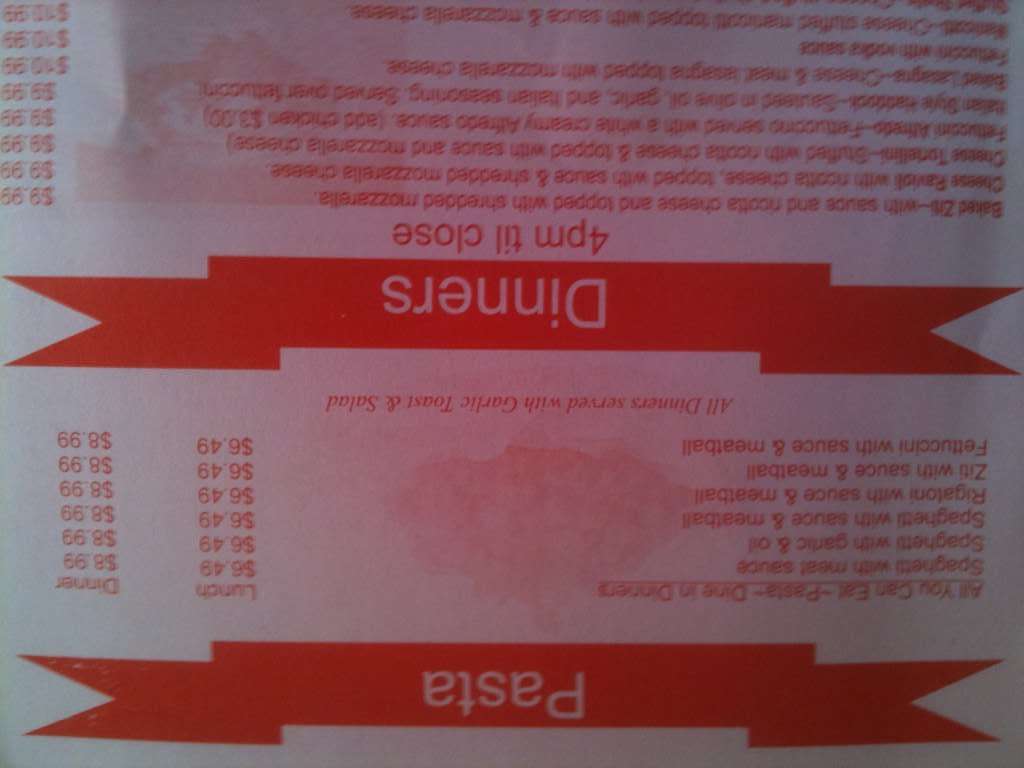 Pasta
All You Can Eat ~Pasta~ Dine in Dinners Lunch Dinner
Spaghetti with meat sauce $6.49 $8.99
Spaghetti with garlic & oil $6.49 $8.99
Spaghetti with sauce & meatball $6.49 $8.99
Rigatoni with sauce & meatball $6.49 $8.99
Ziti with sauce & meatball $6.49 $8.99
Fettuccini with sauce & meatball $6.49 $8.99
All Dinners served with Garlic Toast & Salad
Dinners
4pm til close
Baked Ziti--with sauce and ricotta cheese and topped with shredded mozzarella. $9.99
Cheese Ravioli with ricotta cheese, topped with sauce & shredded mozzarella cheese $9.99
Cheese Tortellini--Stuffed with ricotta cheese & topped with sauce and mozzarella cheese) $9.99
Fettuccini Alfredo--Fettuccino served with a white creamy Alfredo sauce. (add chicken $3.00) $9.99
Italian Style Haddock--Sauteed in olive oil, garlic, and Italian seasoning. Served over fettuccini. $9.99
Baked Lasagna--Cheese & meat lasagna topped with mozzarella cheese. $10.99
Fettuccini with vodka sauce $10.99
Manicotti--Cheese stuffed manicotti topped with sauce & mozzarella cheese $10.99
Stuffed